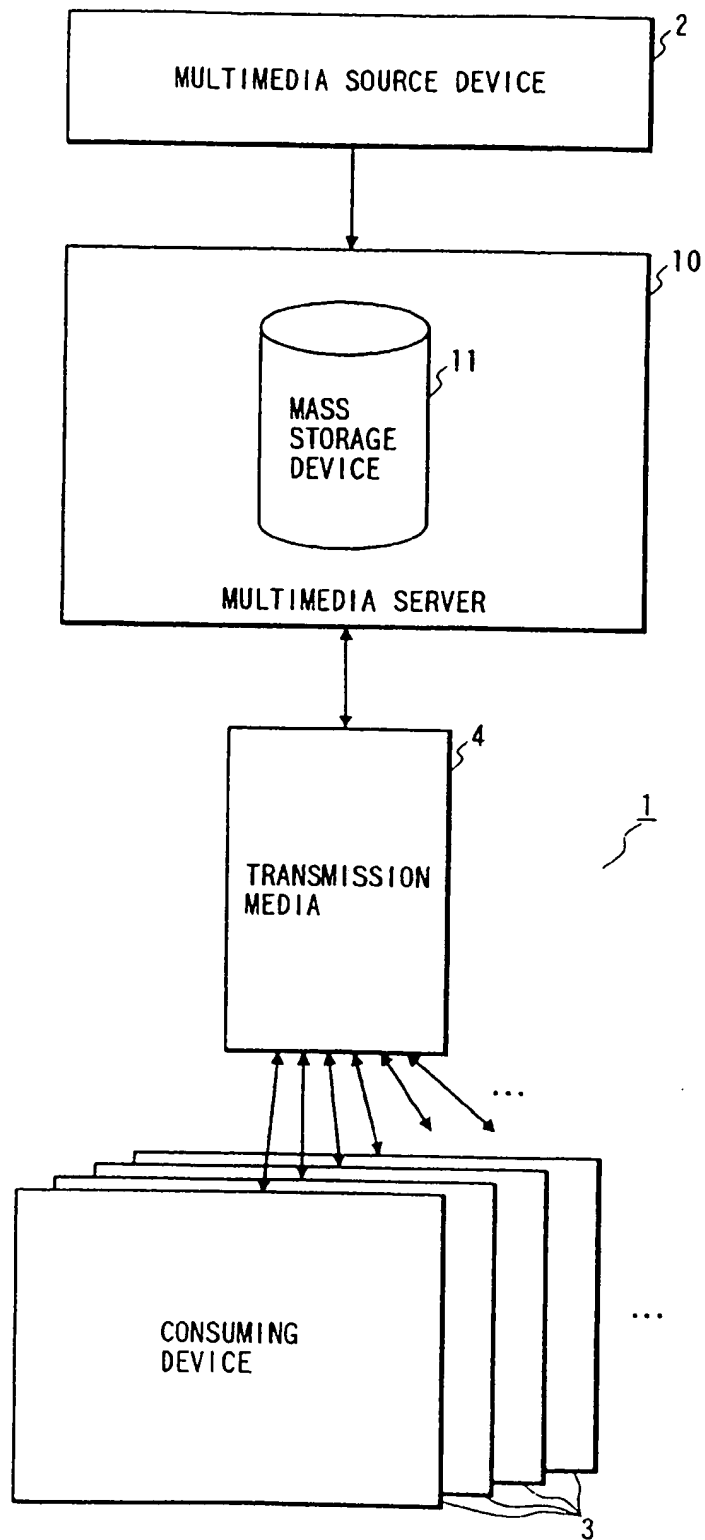 2
MULTIMEDIA SOURCE DEVICE
10
11
MASS
STORAGE
DEVICE
MULTIMEDIA SERVER
4
TRANSMISSION
MEDIA
1
...
...
CONSUMING
DEVICE
3